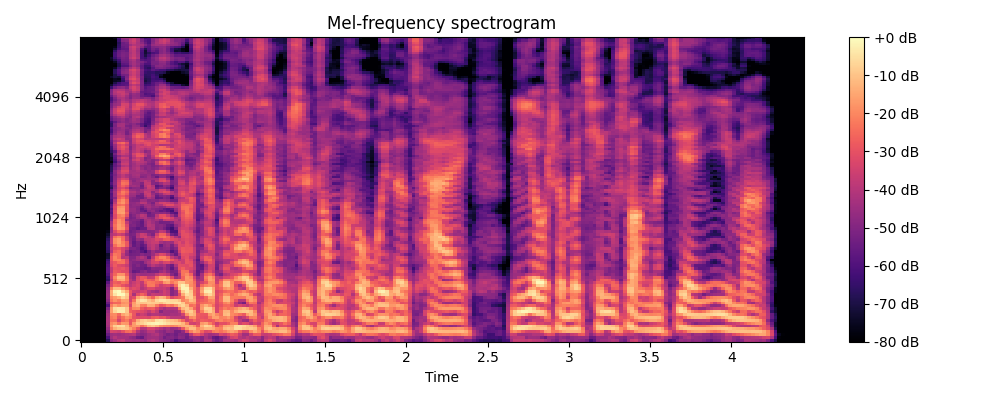 Mel-frequency spectrogram
Hz
4096
2048
1024
512
0
0 0.5 1 1.5 2 2.5 3 3.5 4
Time
+0 dB
-10 dB
-20 dB
-30 dB
-40 dB
-50 dB
-60 dB
-70 dB
-80 dB